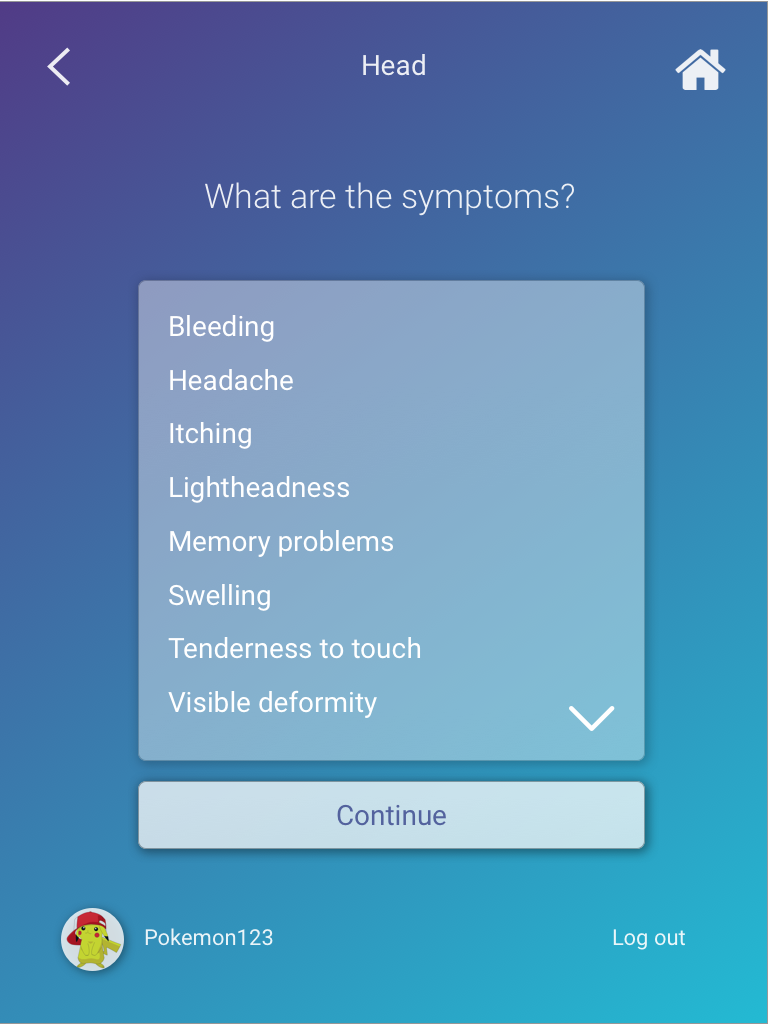 Head
What are the symptoms?
Bleeding
Headache
Itching
Lightheadness
Memory problems
Swelling
Tenderness to touch
Visible deformity
Continue
Pokemon123
Log out